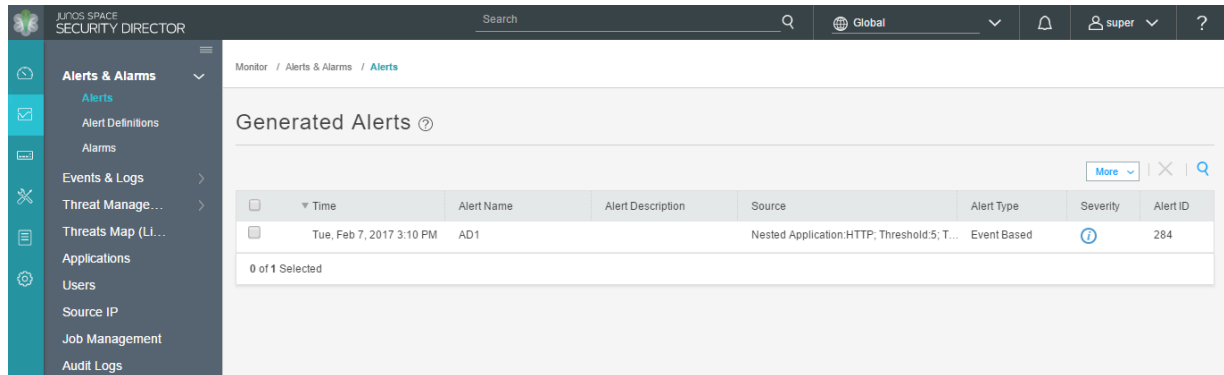 JUNOS SPACE
SECURITY DIRECTOR
Search
Global
super
?
Alerts & Alarms
Alerts
Alert Definitions
Alarms
Events & Logs
Threat Manage...
Threats Map (Li...
Applications
Users
Source IP
Job Management
Audit Logs
Monitor / Alerts & Alarms / Alerts
Generated Alerts ?
More
Time Alert Name Alert Description Source Alert Type Severity Alert ID
Tue, Feb 7, 2017 3:10 PM AD1 Nested Application:HTTP; Threshold:5; T... Event Based i 284
0 of 1 Selected